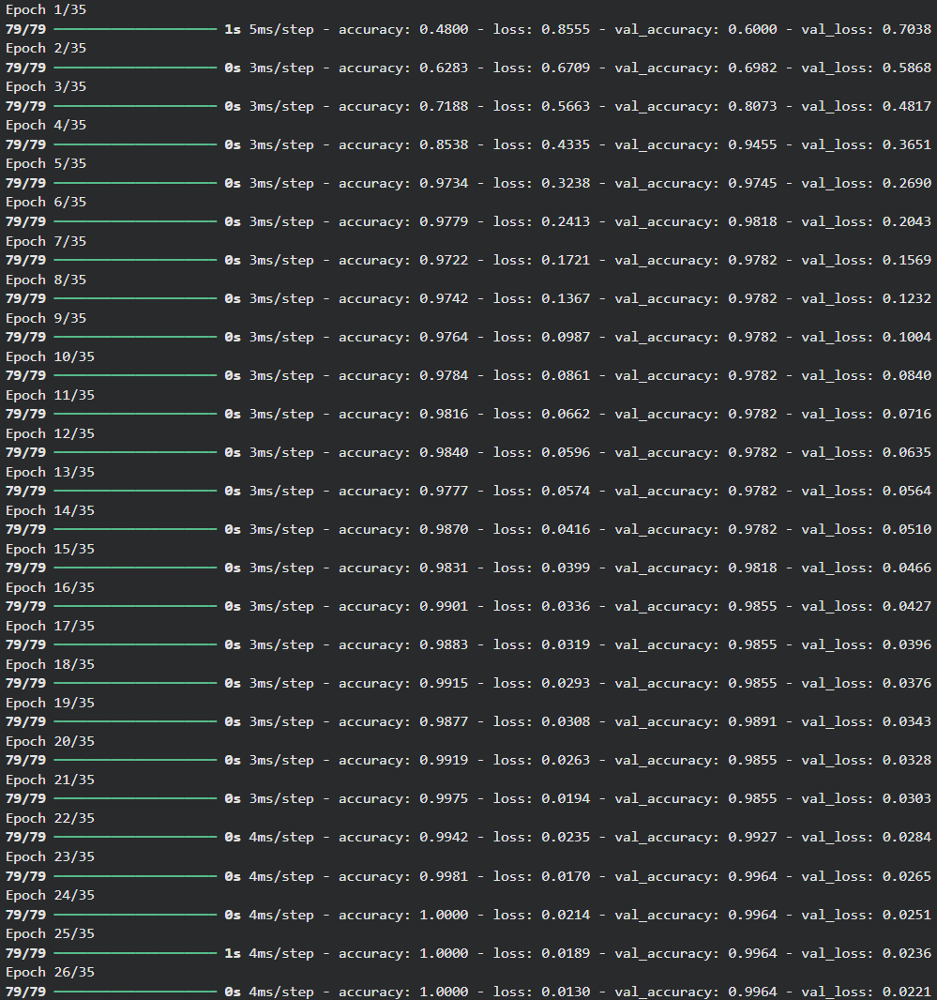 Epoch 1/35
79/79 ━━━━━━━━━━━━━━━━━━━━ 1s 5ms/step - accuracy: 0.4800 - loss: 0.8555 - val_accuracy: 0.6000 - val_loss: 0.7038
Epoch 2/35
79/79 ━━━━━━━━━━━━━━━━━━━━ 0s 3ms/step - accuracy: 0.6283 - loss: 0.6709 - val_accuracy: 0.6982 - val_loss: 0.5868
Epoch 3/35
79/79 ━━━━━━━━━━━━━━━━━━━━ 0s 3ms/step - accuracy: 0.7188 - loss: 0.5663 - val_accuracy: 0.8073 - val_loss: 0.4817
Epoch 4/35
79/79 ━━━━━━━━━━━━━━━━━━━━ 0s 3ms/step - accuracy: 0.8538 - loss: 0.4335 - val_accuracy: 0.9455 - val_loss: 0.3651
Epoch 5/35
79/79 ━━━━━━━━━━━━━━━━━━━━ 0s 3ms/step - accuracy: 0.9734 - loss: 0.3238 - val_accuracy: 0.9745 - val_loss: 0.2690
Epoch 6/35
79/79 ━━━━━━━━━━━━━━━━━━━━ 0s 3ms/step - accuracy: 0.9779 - loss: 0.2413 - val_accuracy: 0.9818 - val_loss: 0.2043
Epoch 7/35
79/79 ━━━━━━━━━━━━━━━━━━━━ 0s 3ms/step - accuracy: 0.9722 - loss: 0.1721 - val_accuracy: 0.9782 - val_loss: 0.1569
Epoch 8/35
79/79 ━━━━━━━━━━━━━━━━━━━━ 0s 3ms/step - accuracy: 0.9742 - loss: 0.1367 - val_accuracy: 0.9782 - val_loss: 0.1232
Epoch 9/35
79/79 ━━━━━━━━━━━━━━━━━━━━ 0s 3ms/step - accuracy: 0.9764 - loss: 0.0987 - val_accuracy: 0.9782 - val_loss: 0.1004
Epoch 10/35
79/79 ━━━━━━━━━━━━━━━━━━━━ 0s 3ms/step - accuracy: 0.9784 - loss: 0.0861 - val_accuracy: 0.9782 - val_loss: 0.0840
Epoch 11/35
79/79 ━━━━━━━━━━━━━━━━━━━━ 0s 3ms/step - accuracy: 0.9816 - loss: 0.0662 - val_accuracy: 0.9782 - val_loss: 0.0716
Epoch 12/35
79/79 ━━━━━━━━━━━━━━━━━━━━ 0s 3ms/step - accuracy: 0.9840 - loss: 0.0596 - val_accuracy: 0.9782 - val_loss: 0.0635
Epoch 13/35
79/79 ━━━━━━━━━━━━━━━━━━━━ 0s 3ms/step - accuracy: 0.9777 - loss: 0.0574 - val_accuracy: 0.9782 - val_loss: 0.0564
Epoch 14/35
79/79 ━━━━━━━━━━━━━━━━━━━━ 0s 3ms/step - accuracy: 0.9870 - loss: 0.0416 - val_accuracy: 0.9782 - val_loss: 0.0510
Epoch 15/35
79/79 ━━━━━━━━━━━━━━━━━━━━ 0s 3ms/step - accuracy: 0.9831 - loss: 0.0399 - val_accuracy: 0.9818 - val_loss: 0.0466
Epoch 16/35
79/79 ━━━━━━━━━━━━━━━━━━━━ 0s 3ms/step - accuracy: 0.9901 - loss: 0.0336 - val_accuracy: 0.9855 - val_loss: 0.0427
Epoch 17/35
79/79 ━━━━━━━━━━━━━━━━━━━━ 0s 3ms/step - accuracy: 0.9883 - loss: 0.0319 - val_accuracy: 0.9855 - val_loss: 0.0396
Epoch 18/35
79/79 ━━━━━━━━━━━━━━━━━━━━ 0s 3ms/step - accuracy: 0.9915 - loss: 0.0293 - val_accuracy: 0.9855 - val_loss: 0.0376
Epoch 19/35
79/79 ━━━━━━━━━━━━━━━━━━━━ 0s 3ms/step - accuracy: 0.9877 - loss: 0.0308 - val_accuracy: 0.9891 - val_loss: 0.0343
Epoch 20/35
79/79 ━━━━━━━━━━━━━━━━━━━━ 0s 3ms/step - accuracy: 0.9919 - loss: 0.0263 - val_accuracy: 0.9855 - val_loss: 0.0328
Epoch 21/35
79/79 ━━━━━━━━━━━━━━━━━━━━ 0s 3ms/step - accuracy: 0.9975 - loss: 0.0194 - val_accuracy: 0.9855 - val_loss: 0.0303
Epoch 22/35
79/79 ━━━━━━━━━━━━━━━━━━━━ 0s 4ms/step - accuracy: 0.9942 - loss: 0.0235 - val_accuracy: 0.9927 - val_loss: 0.0284
Epoch 23/35
79/79 ━━━━━━━━━━━━━━━━━━━━ 0s 4ms/step - accuracy: 0.9981 - loss: 0.0170 - val_accuracy: 0.9964 - val_loss: 0.0265
Epoch 24/35
79/79 ━━━━━━━━━━━━━━━━━━━━ 0s 4ms/step - accuracy: 1.0000 - loss: 0.0214 - val_accuracy: 0.9964 - val_loss: 0.0251
Epoch 25/35
79/79 ━━━━━━━━━━━━━━━━━━━━ 1s 4ms/step - accuracy: 1.0000 - loss: 0.0189 - val_accuracy: 0.9964 - val_loss: 0.0236
Epoch 26/35
79/79 ━━━━━━━━━━━━━━━━━━━━ 0s 4ms/step - accuracy: 1.0000 - loss: 0.0130 - val_accuracy: 0.9964 - val_loss: 0.0221